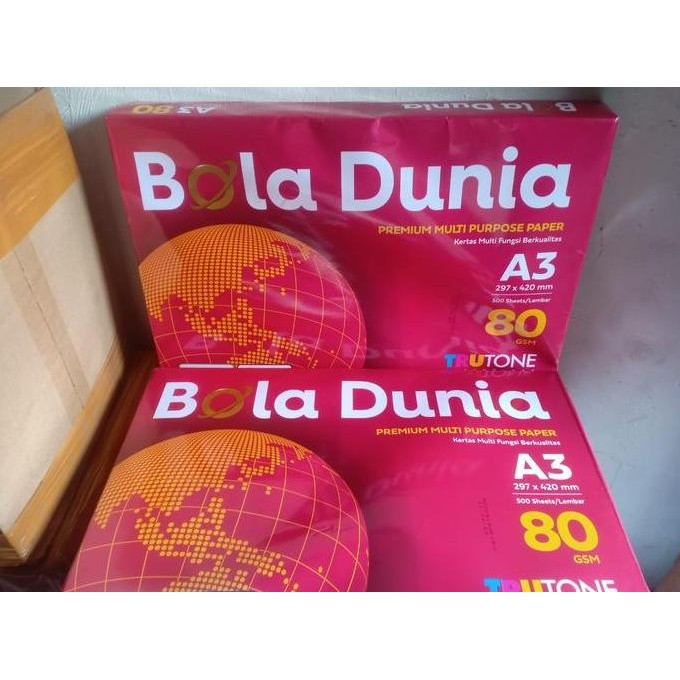 A3 80
Bola Dunia
Bola Dunia
PREMIUM MULTI PURPOSE PAPER
Kertas Multi Fungsi Berkualitas
A3
297 x 420 mm
500 Sheets/Lembar
80
GSM
TRUTONE
Bola Dunia
PREMIUM MULTI PURPOSE PAPER
Kertas Multi Fungsi Berkualitas
A3
297 x 420 mm
500 Sheets/Lembar
80
GSM
TRUTONE